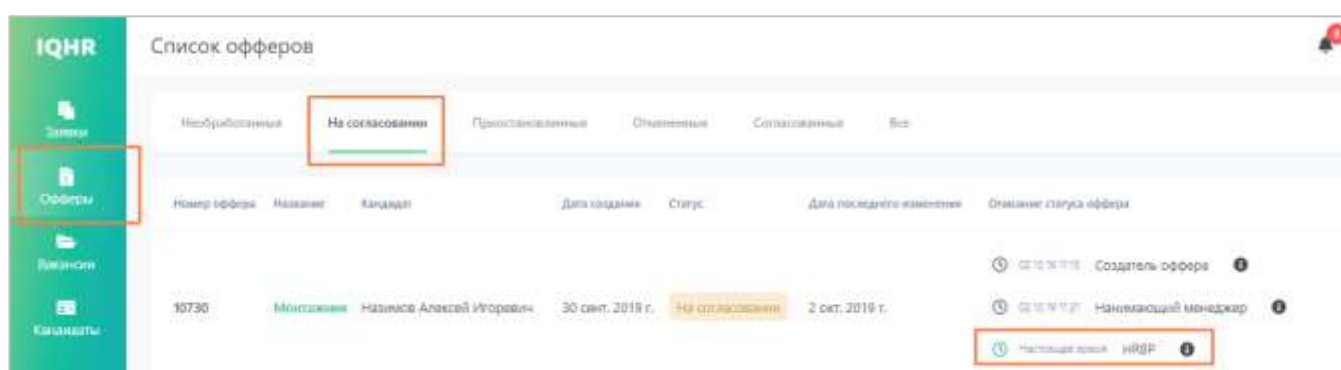 IQHR
Список офферов
Заявки
Необработанные
На согласовании
Приостановленные
Отмененные
Согласованные
Все
Офферы
Номер оффера
Название
Кандидат
Дата создания
Статус
Дата последнего изменения
Описание статуса оффера
Вакансии
Создатель оффера
10730
Монтажник
Назимов Алексей Игоревич
30 сент. 2019 г.
На согласовании
2 окт. 2019 г.
Нанимающий менеджер
Кандидаты
Настоящее время
HRBP